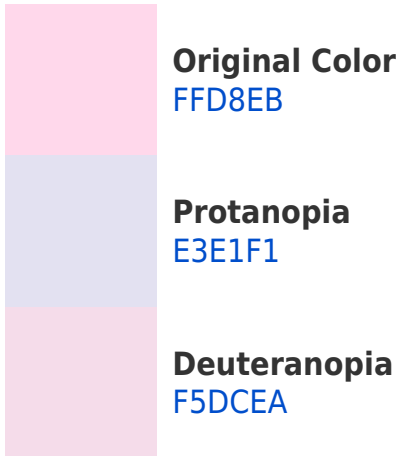 Original Color
FFD8EB
Protanopia
E3E1F1
Deuteranopia
F5DCEA